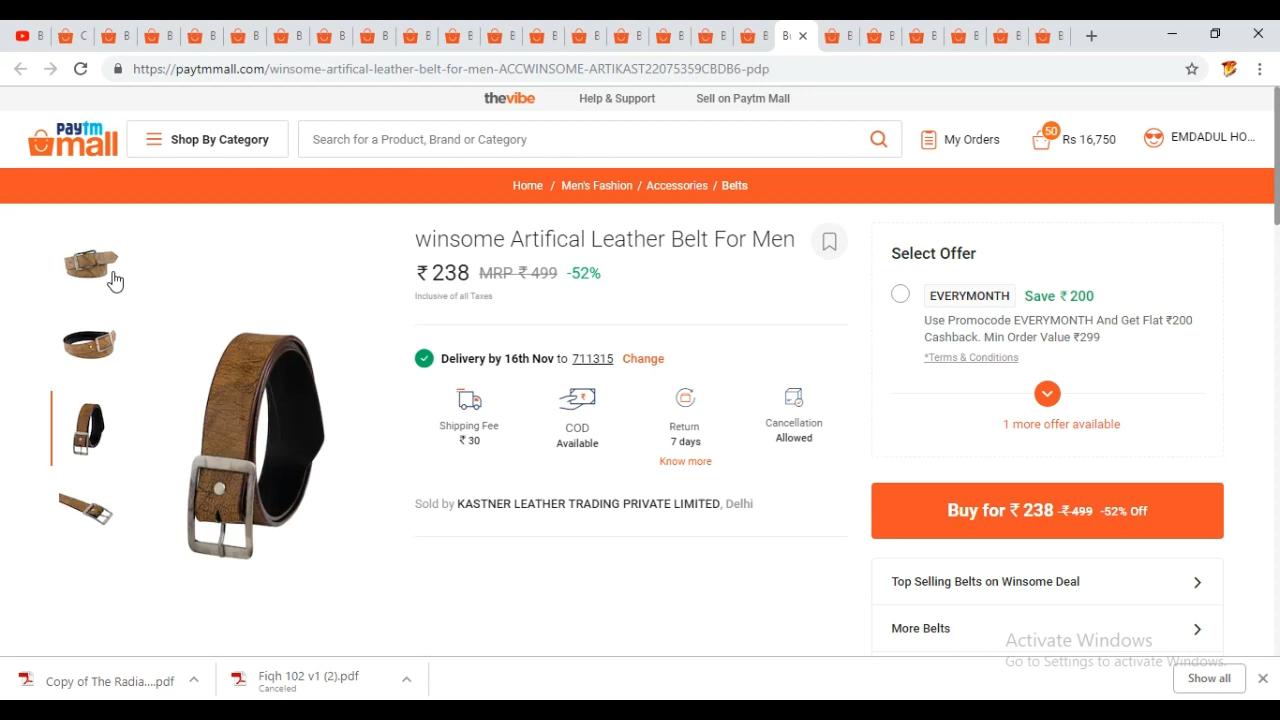 B C B B B B B B B B B B B B B B B B Bu B B B B B B
https://paytmmall.com/winsome-artifical-leather-belt-for-men-ACCWINSOME-ARTIKAST22075359CBDB6-pdp
thevibe Help & Support Sell on Paytm Mall
paytm mall
Shop By Category
Search for a Product, Brand or Category
My Orders
50
Rs 16,750
EMDADUL HO...
Home / Men's Fashion / Accessories / Belts
winsome Artifical Leather Belt For Men
₹ 238 MRP ₹ 499 -52%
Inclusive of all Taxes
Delivery by 16th Nov to 711315 Change
Shipping Fee
₹ 30
COD
Available
Return
7 days
Know more
Cancellation
Allowed
Sold by KASTNER LEATHER TRADING PRIVATE LIMITED, Delhi
Select Offer
EVERYMONTH Save ₹ 200
Use Promocode EVERYMONTH And Get Flat ₹200
Cashback. Min Order Value ₹299
*Terms & Conditions
1 more offer available
Buy for ₹ 238 ₹ 499 -52% Off
Top Selling Belts on Winsome Deal
More Belts
Activate Windows
Go to Settings to activate Windows.
Copy of The Radia....pdf
Fiqh 102 v1 (2).pdf
Canceled
Show all